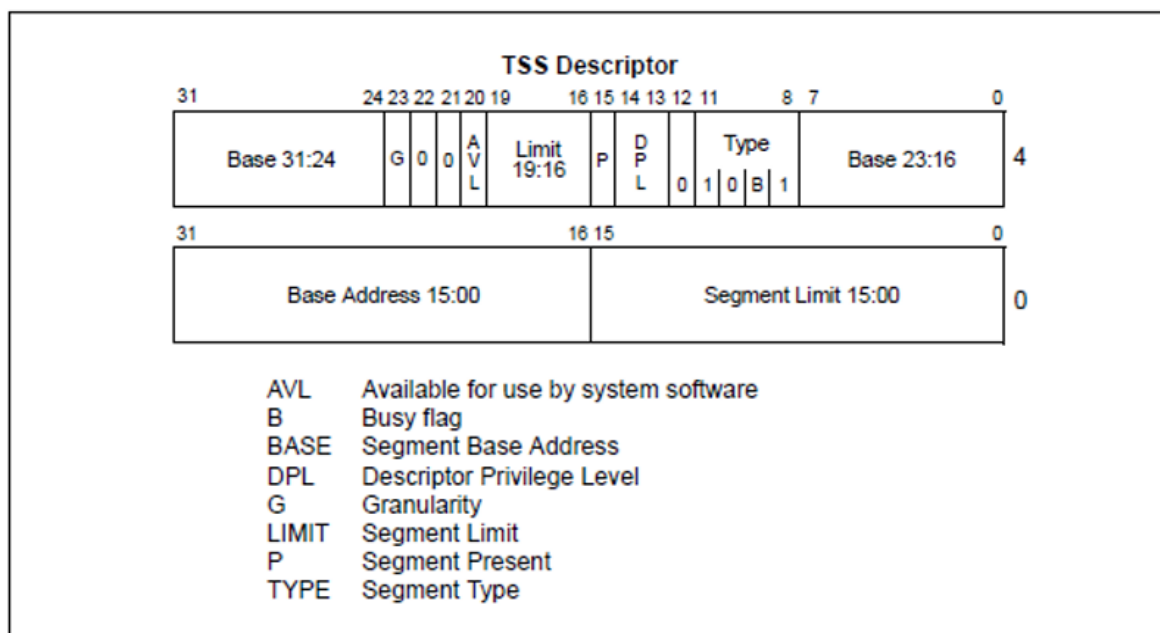 TSS Descriptor
31 24 23 22 21 20 19 16 15 14 13 12 11 8 7 0
Base 31:24 G 0 0 AVL Limit 19:16 P DPL 0 Type 1 0 B 1 Base 23:16 4
31 16 15 0
Base Address 15:00 Segment Limit 15:00 0
AVL Available for use by system software
B Busy flag
BASE Segment Base Address
DPL Descriptor Privilege Level
G Granularity
LIMIT Segment Limit
P Segment Present
TYPE Segment Type